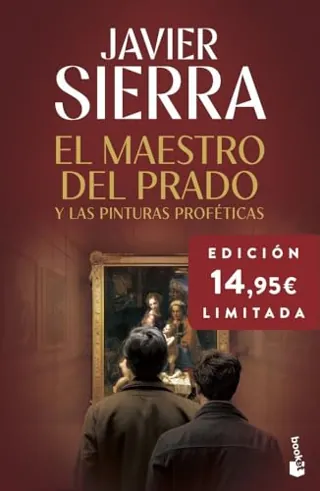 JAVIER
SIERRA
EL MAESTRO
DEL PRADO
Y LAS PINTURAS PROFÉTICAS
EDICIÓN
14,95€
LIMITADA
booket